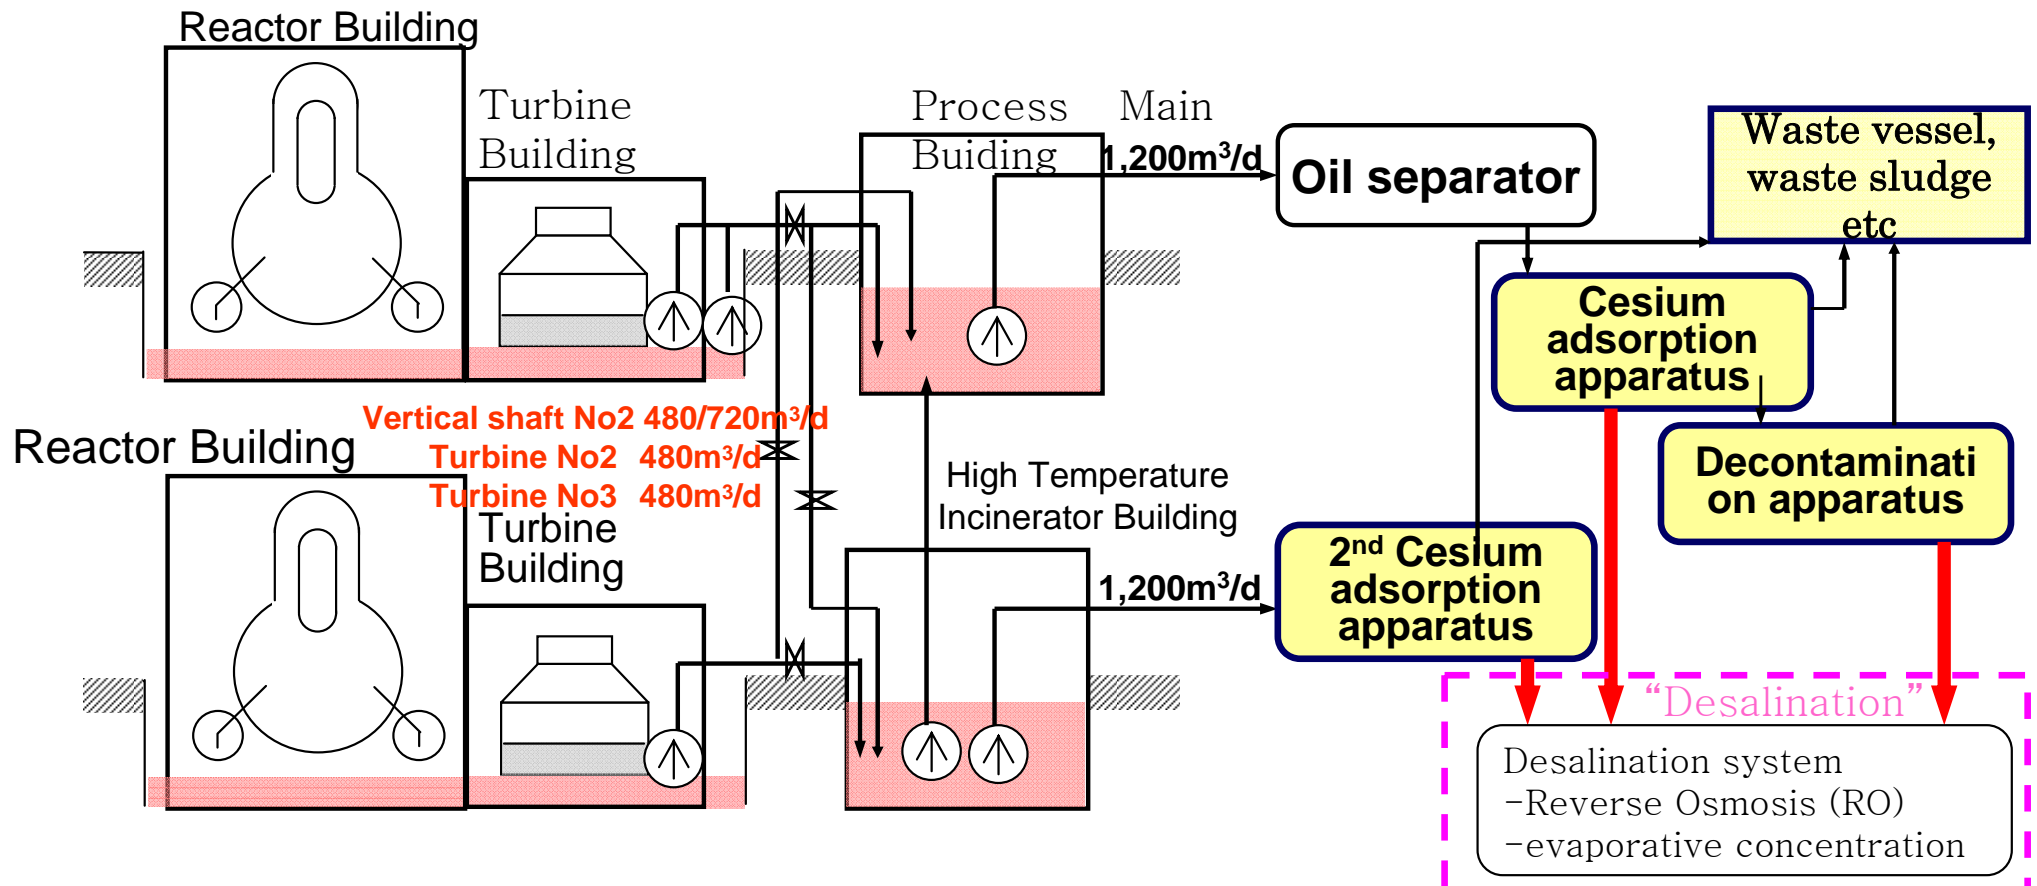 Reactor Building
Turbine
Building
Process Main
Buiding
1,200m³/d
Oil separator
Waste vessel,
waste sludge
etc
Cesium
adsorption
apparatus
Vertical shaft No2 480/720m³/d
Turbine No2 480m³/d
Turbine No3 480m³/d
Reactor Building
Turbine
Building
High Temperature
Incinerator Building
Decontaminati
on apparatus
1,200m³/d
2nd Cesium
adsorption
apparatus
“Desalination”
Desalination system
-Reverse Osmosis (RO)
-evaporative concentration